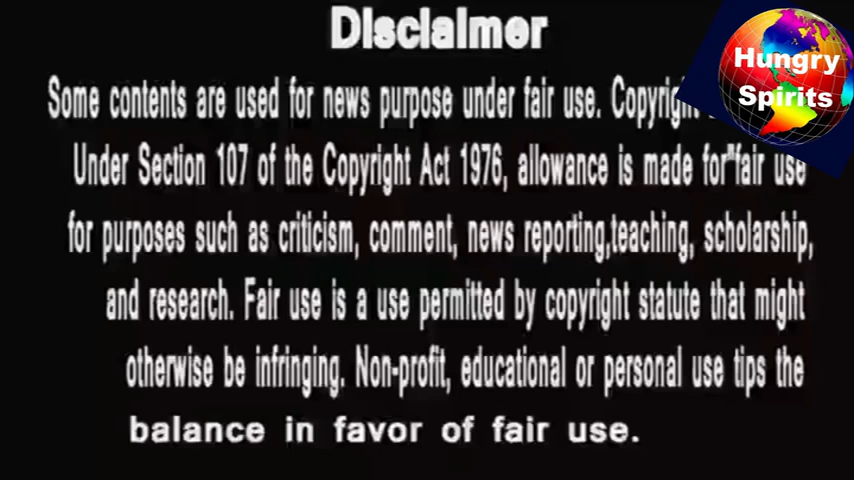 Disclaimer
Hungry
Spirits
Some contents are used for news purpose under fair use.
Under Section 107 of the Copyright Act 1976, allowance is made for"fair use
for purposes such as criticism, comment, news reporting,teaching, scholarship,
and research. Fair use is a use permitted by copyright statute that might
otherwise be infringing. Non-profit, educational or personal use tips the
balance in favor of fair use.